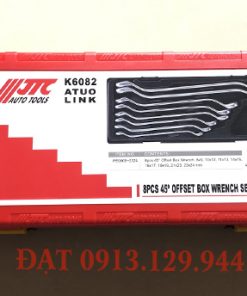 JTC
AUTO TOOLS
K6082
ATUO
LINK
8PCS 45° OFFSET BOX WRENCH SE
ĐẠT 0913.129.944